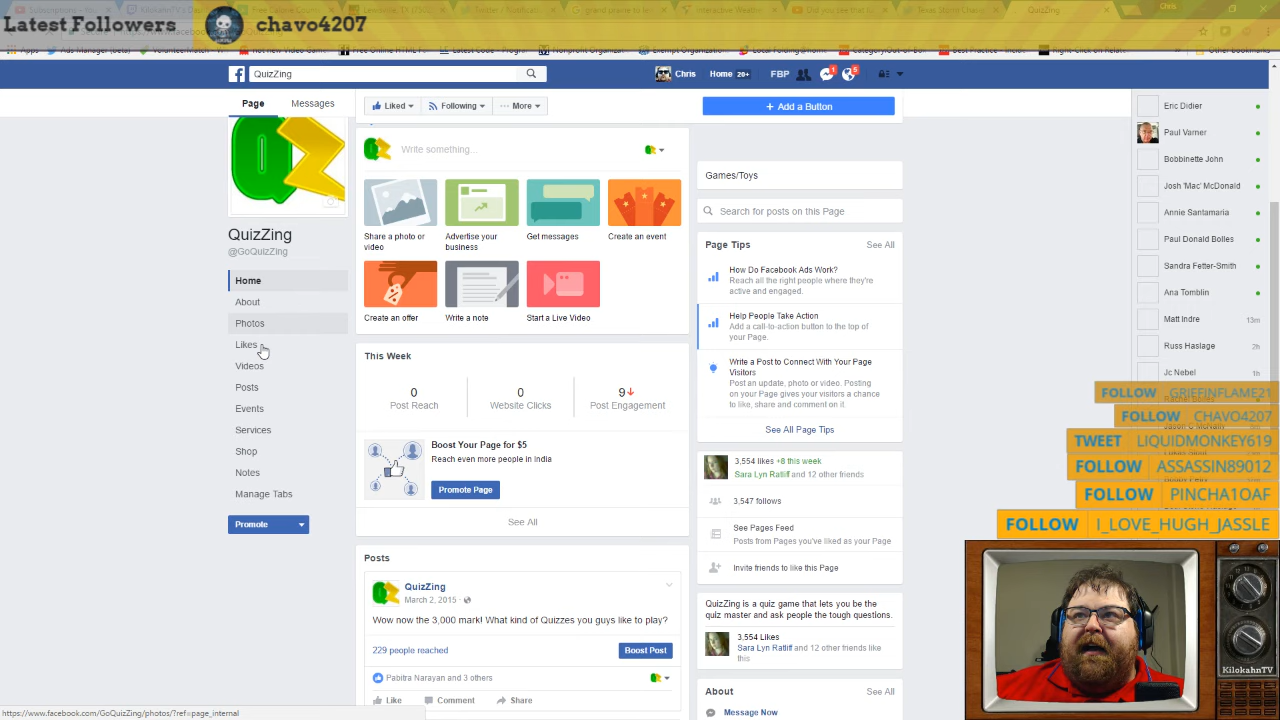 Latest Followers chavo4207
Chris
QuizZing
Chris Home 20+ FBP 1 5
Page Messages
Liked Following More
+ Add a Button
Write something...
Share a photo or video
Advertise your business
Get messages
Create an event
Create an offer
Write a note
Start a Live Video
QuizZing
@GoQuizZing
Home
About
Photos
Likes
Videos
Posts
Events
Services
Shop
Notes
Manage Tabs
Promote
This Week
0 0 9
Post Reach Website Clicks Post Engagement
Boost Your Page for $5
Reach even more people in India
Promote Page
See All
Posts
QuizZing
March 2, 2015
Wow now the 3,000 mark! What kind of Quizzes you guys like to play?
229 people reached Boost Post
Pabitra Narayan and 3 others
Like Comment Share
Games/Toys
Search for posts on this Page
Page Tips See All
How Do Facebook Ads Work?
Reach all the right people where they're
active and engaged.
Help People Take Action
Add a call-to-action button to the top of
your Page.
Write a Post to Connect With Your Page
Visitors
Post an update, photo or video. Posting
on your Page gives your visitors a chance
to like, share and comment on it.
See All Page Tips
3,554 likes +8 this week
Sara Lyn Ratliff and 12 other friends
3,547 follows
See Pages Feed
Posts from Pages you've liked as your Page
Invite friends to like this Page
QuizZing is a quiz game that lets you be the
quiz master and ask people the tough questions.
3,554 Likes
Sara Lyn Ratliff and 12 other friends like
this
About See All
Message Now
Eric Didier
Paul Varner
Bobbinette John
Josh 'Mac' McDonald
Annie Santamaria
Paul Donald Bolles
Sandra Fetter-Smith
Ana Tomblin
Matt Indre 13m
Russ Haslage 2h
Jc Nebel 1h
FOLLOW GRIFFINFLAME21
FOLLOW CHAVO4207
TWEET LIQUIDMONKEY619
FOLLOW ASSASSIN89012
FOLLOW PINCHA1OAF
FOLLOW I_LOVE_HUGH_JASSLE
KilokahnTV
https://www.facebook.com/GoQuizZing/photos/?ref=page_internal